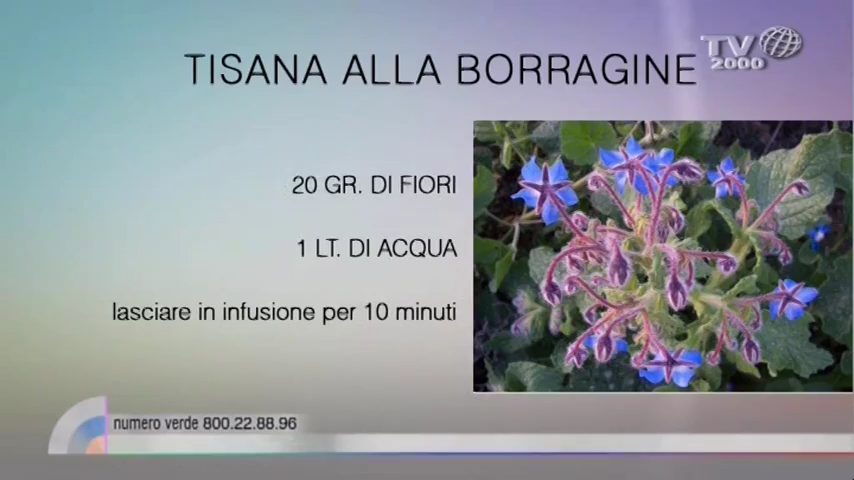 TISANA ALLA BORRAGINE
TV
2000
20 GR. DI FIORI
1 LT. DI ACQUA
lasciare in infusione per 10 minuti
numero verde 800.22.88.96